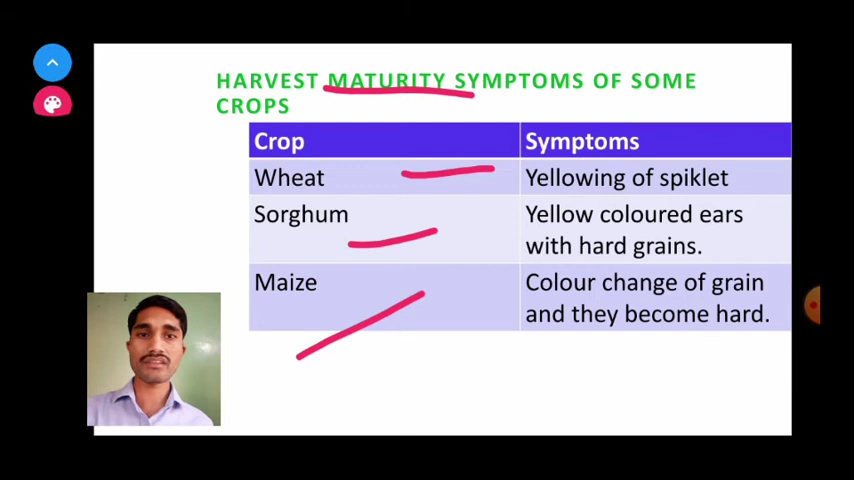 HARVEST MATURITY SYMPTOMS OF SOME
CROPS
Crop Symptoms
Wheat Yellowing of spiklet
Sorghum Yellow coloured ears
with hard grains.
Maize Colour change of grain
and they become hard.